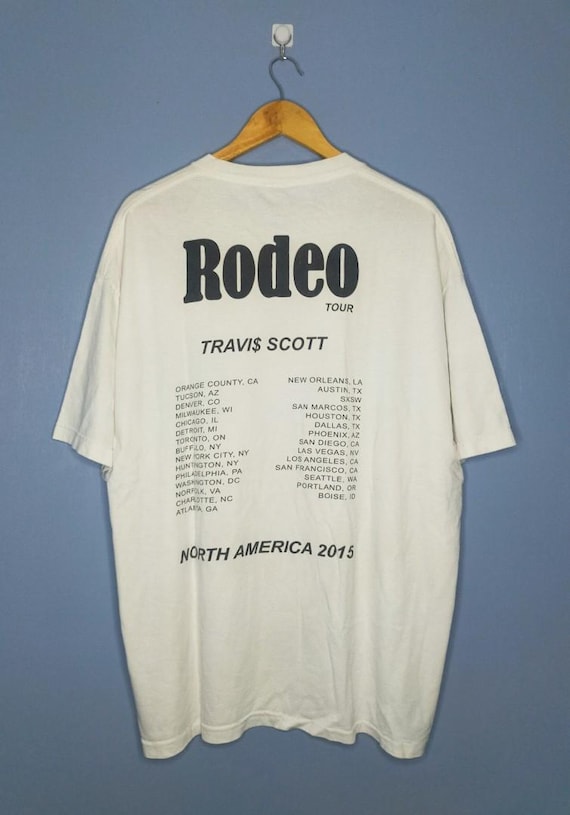 Rodeo
TOUR
TRAVI$ SCOTT
ORANGE COUNTY, CA
TUCSON, AZ
DENVER, CO
MILWAUKEE, WI
CHICAGO, IL
DETROIT, MI
TORONTO, ON
BUFFLO, NY
NEW YORK CITY, NY
HUNTINGTON, NY
PHILADELPHIA, PA
WASHINGTON, DC
NORFOLK, VA
CHARLOTTE, NC
ATLANTA, GA
NEW ORLEAN$, LA
AUSTIN, TX
SXSW
SAN MARCOS, TX
HOUSTON, TX
DALLAS, TX
PHOENIX, AZ
SAN DIEGO, CA
LAS VEGAS, NV
LOS ANGELES, CA
SAN FRANCISCO, CA
SEATTLE, WA
PORTLAND, OR
BOISE, ID
NORTH AMERICA 2015